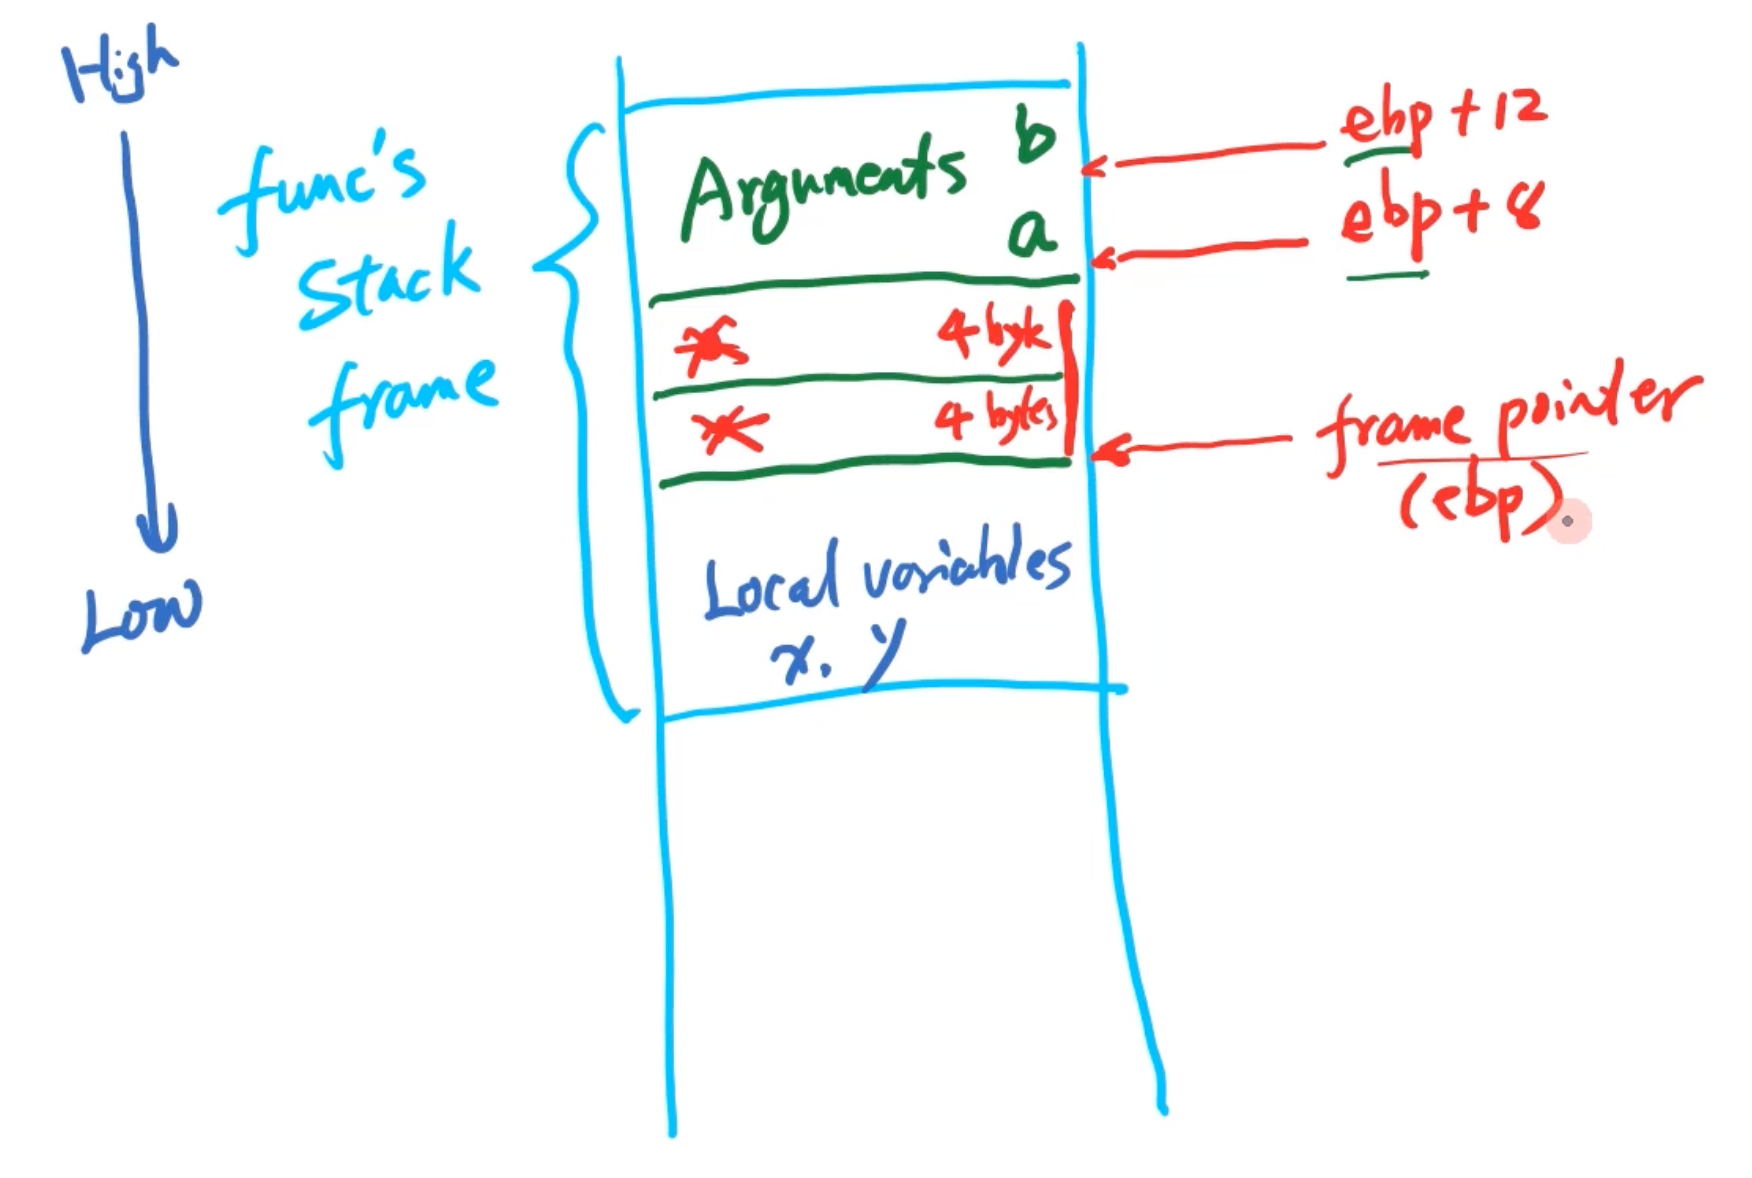 High
Low
func's
Stack
frame
Arguments
b
a
4 byte
4 bytes
Local variables
x, y
ebp + 12
ebp + 8
frame pointer
(ebp)